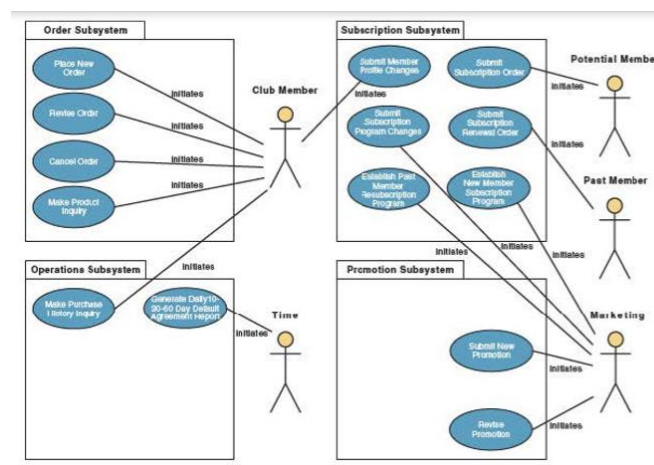 Order Subsystem
Place New
Order
Revise Order
Cancel Order
Make Product
Inquiry
initiates
initiates
initiates
initiates
Club Member
Subscription Subsystem
Submit Member
Profile Changes
initiates
Submit
Subscription Order
Submit
Subscription
Program Changes
Submit
Subscription
Renewal Order
Establish Past
Member
Resubscription
Program
Establish
New Member
Subscription
Program
Potential Membe
initiates
initiates
Past Member
initiates
initiates
Operations Subsystem
initiates
Make Purchase
History Inquiry
Generate Daily10-
30-60 Day Default
Agreement Report
initiates
Time
Promotion Subsystem
Marketing
Submit New
Promotion
initiates
Revise
Promotion
initiates